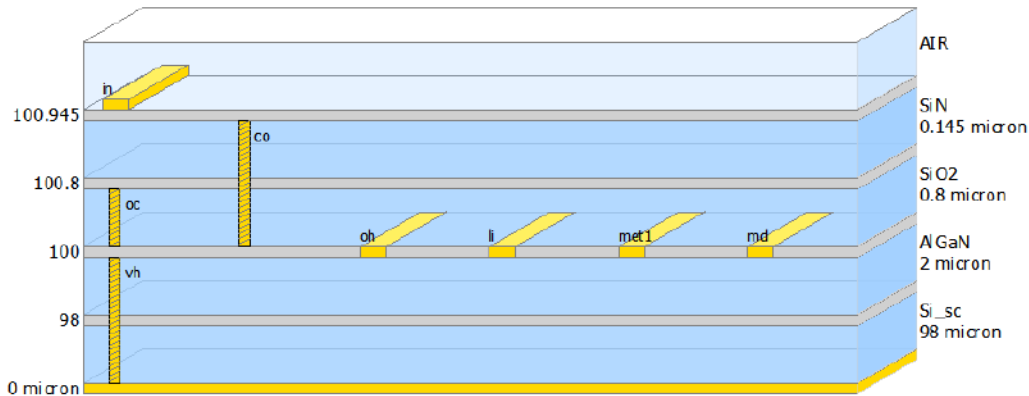 AIR
in
SiN
100.945
0.145 micron
co
SiO2
100.8
0.8 micron
oc
oh
li
met1
md
AlGaN
100
2 micron
vh
Si_sc
98
98 micron
0 micron